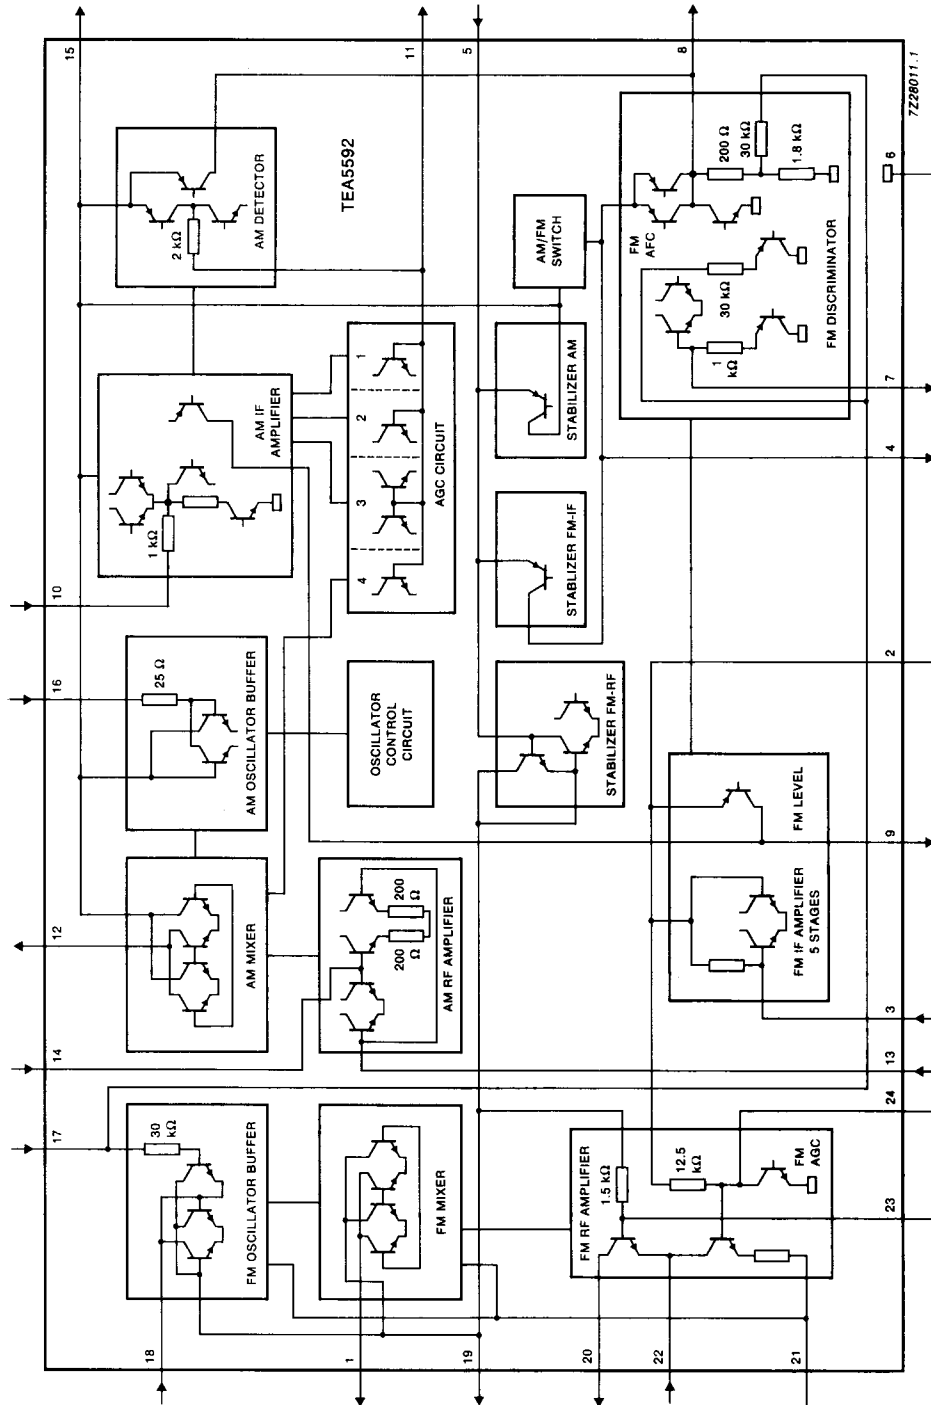 15
11
5
8
7Z28011.1
2 kΩ
AM DETECTOR
TEA5592
AM/FM
SWITCH
FM
AFC
200 Ω
30 kΩ
1.8 kΩ
6
30 kΩ
1
kΩ
FM DISCRIMINATOR
7
4
1 kΩ
AM IF
AMPLIFIER
1
2
3
4
AGC CIRCUIT
STABILIZER AM
STABLIZER FM-IF
10
16
25 Ω
AM OSCILLATOR BUFFER
OSCILLATOR
CONTROL
CIRCUIT
STABILIZER FM-RF
2
FM LEVEL
9
FM IF AMPLIFIER
5 STAGES
3
12
AM MIXER
200
Ω
200
Ω
AM RF AMPLIFIER
14
13
24
17
30
kΩ
FM OSCILLATOR BUFFER
FM MIXER
1.5 kΩ
12.5
kΩ
FM
AGC
FM RF AMPLIFIER
23
18
1
19
20
22
21